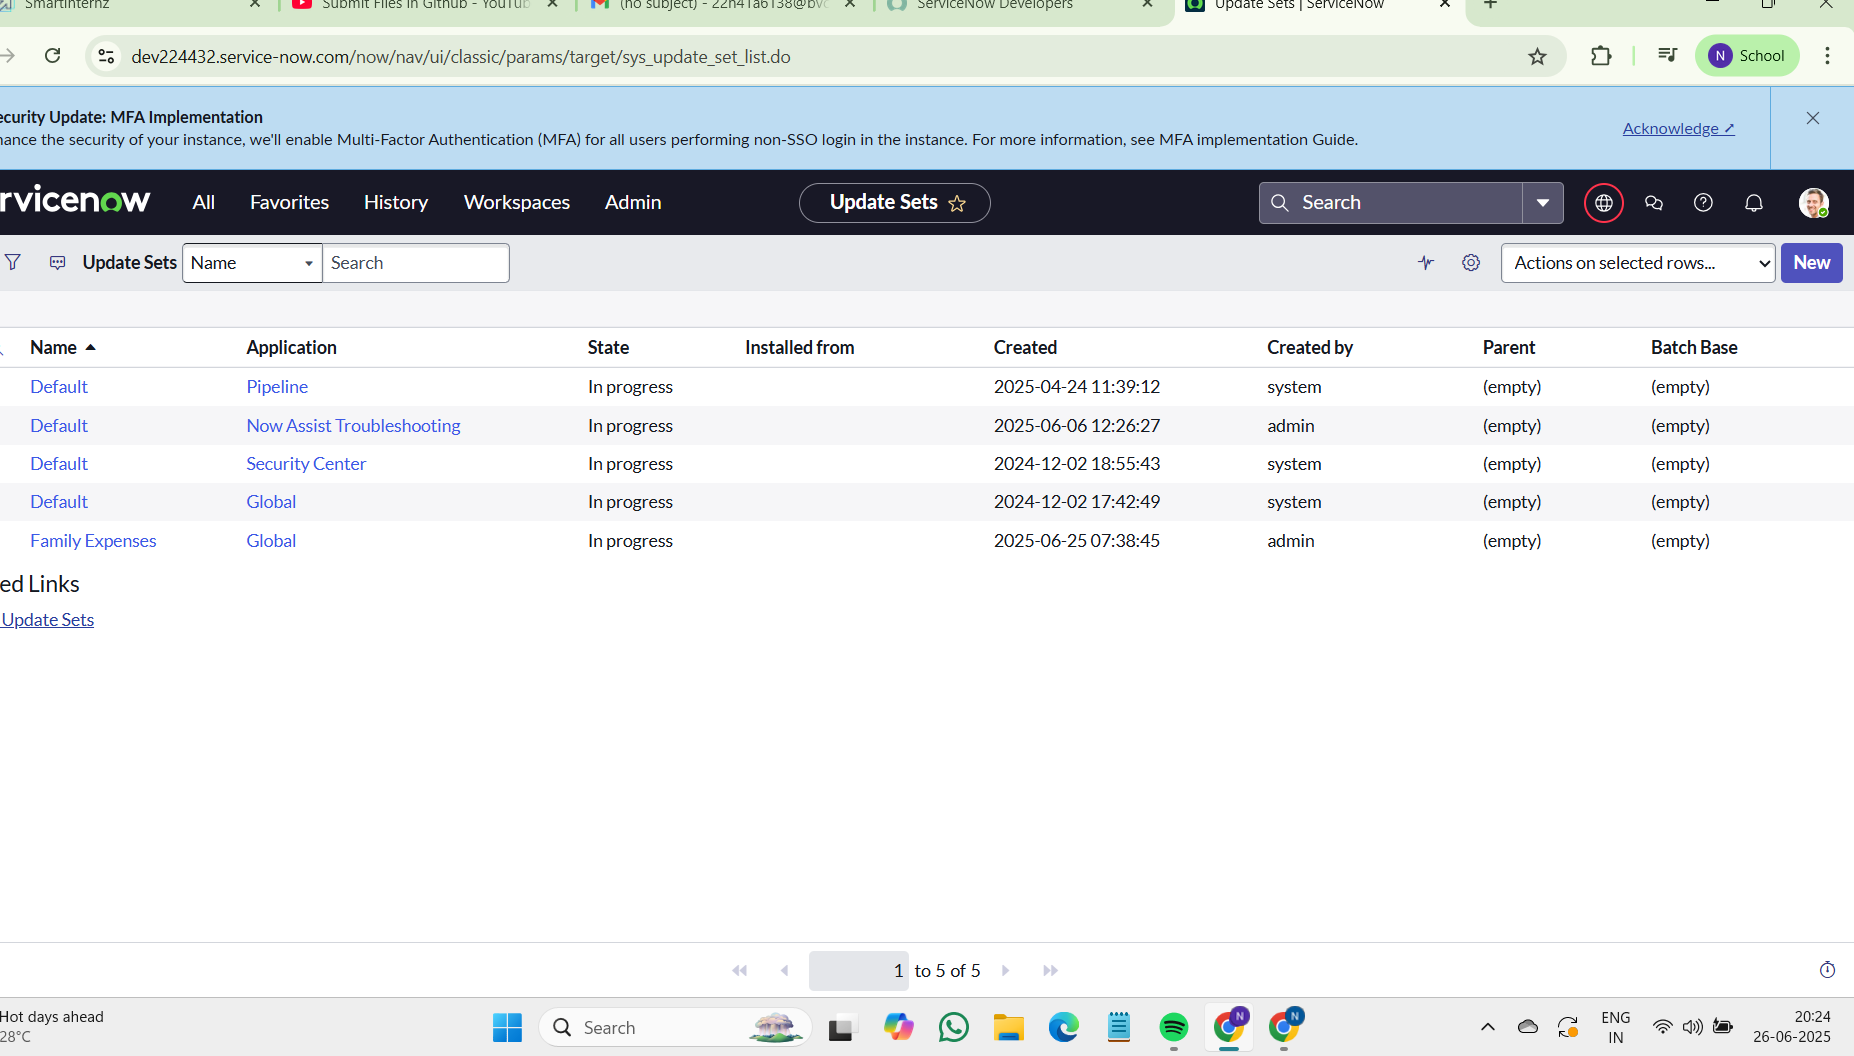 Smartinternz
Submit Files in Github - YouTub
(no subject) - 22h41a6138@bvc
ServiceNow Developers
Update Sets | ServiceNow
dev224432.service-now.com/now/nav/ui/classic/params/target/sys_update_set_list.do
N School
ecurity Update: MFA Implementation
hance the security of your instance, we'll enable Multi-Factor Authentication (MFA) for all users performing non-SSO login in the instance. For more information, see MFA implementation Guide.
Acknowledge ↗
rvicenow All Favorites History Workspaces Admin Update Sets Search
Update Sets Name Search Actions on selected rows... New
Name Application State Installed from Created Created by Parent Batch Base
Default Pipeline In progress 2025-04-24 11:39:12 system (empty) (empty)
Default Now Assist Troubleshooting In progress 2025-06-06 12:26:27 admin (empty) (empty)
Default Security Center In progress 2024-12-02 18:55:43 system (empty) (empty)
Default Global In progress 2024-12-02 17:42:49 system (empty) (empty)
Family Expenses Global In progress 2025-06-25 07:38:45 admin (empty) (empty)
ed Links
Update Sets
1 to 5 of 5
Hot days ahead
28°C
Search
N
N
ENG
IN
20:24
26-06-2025